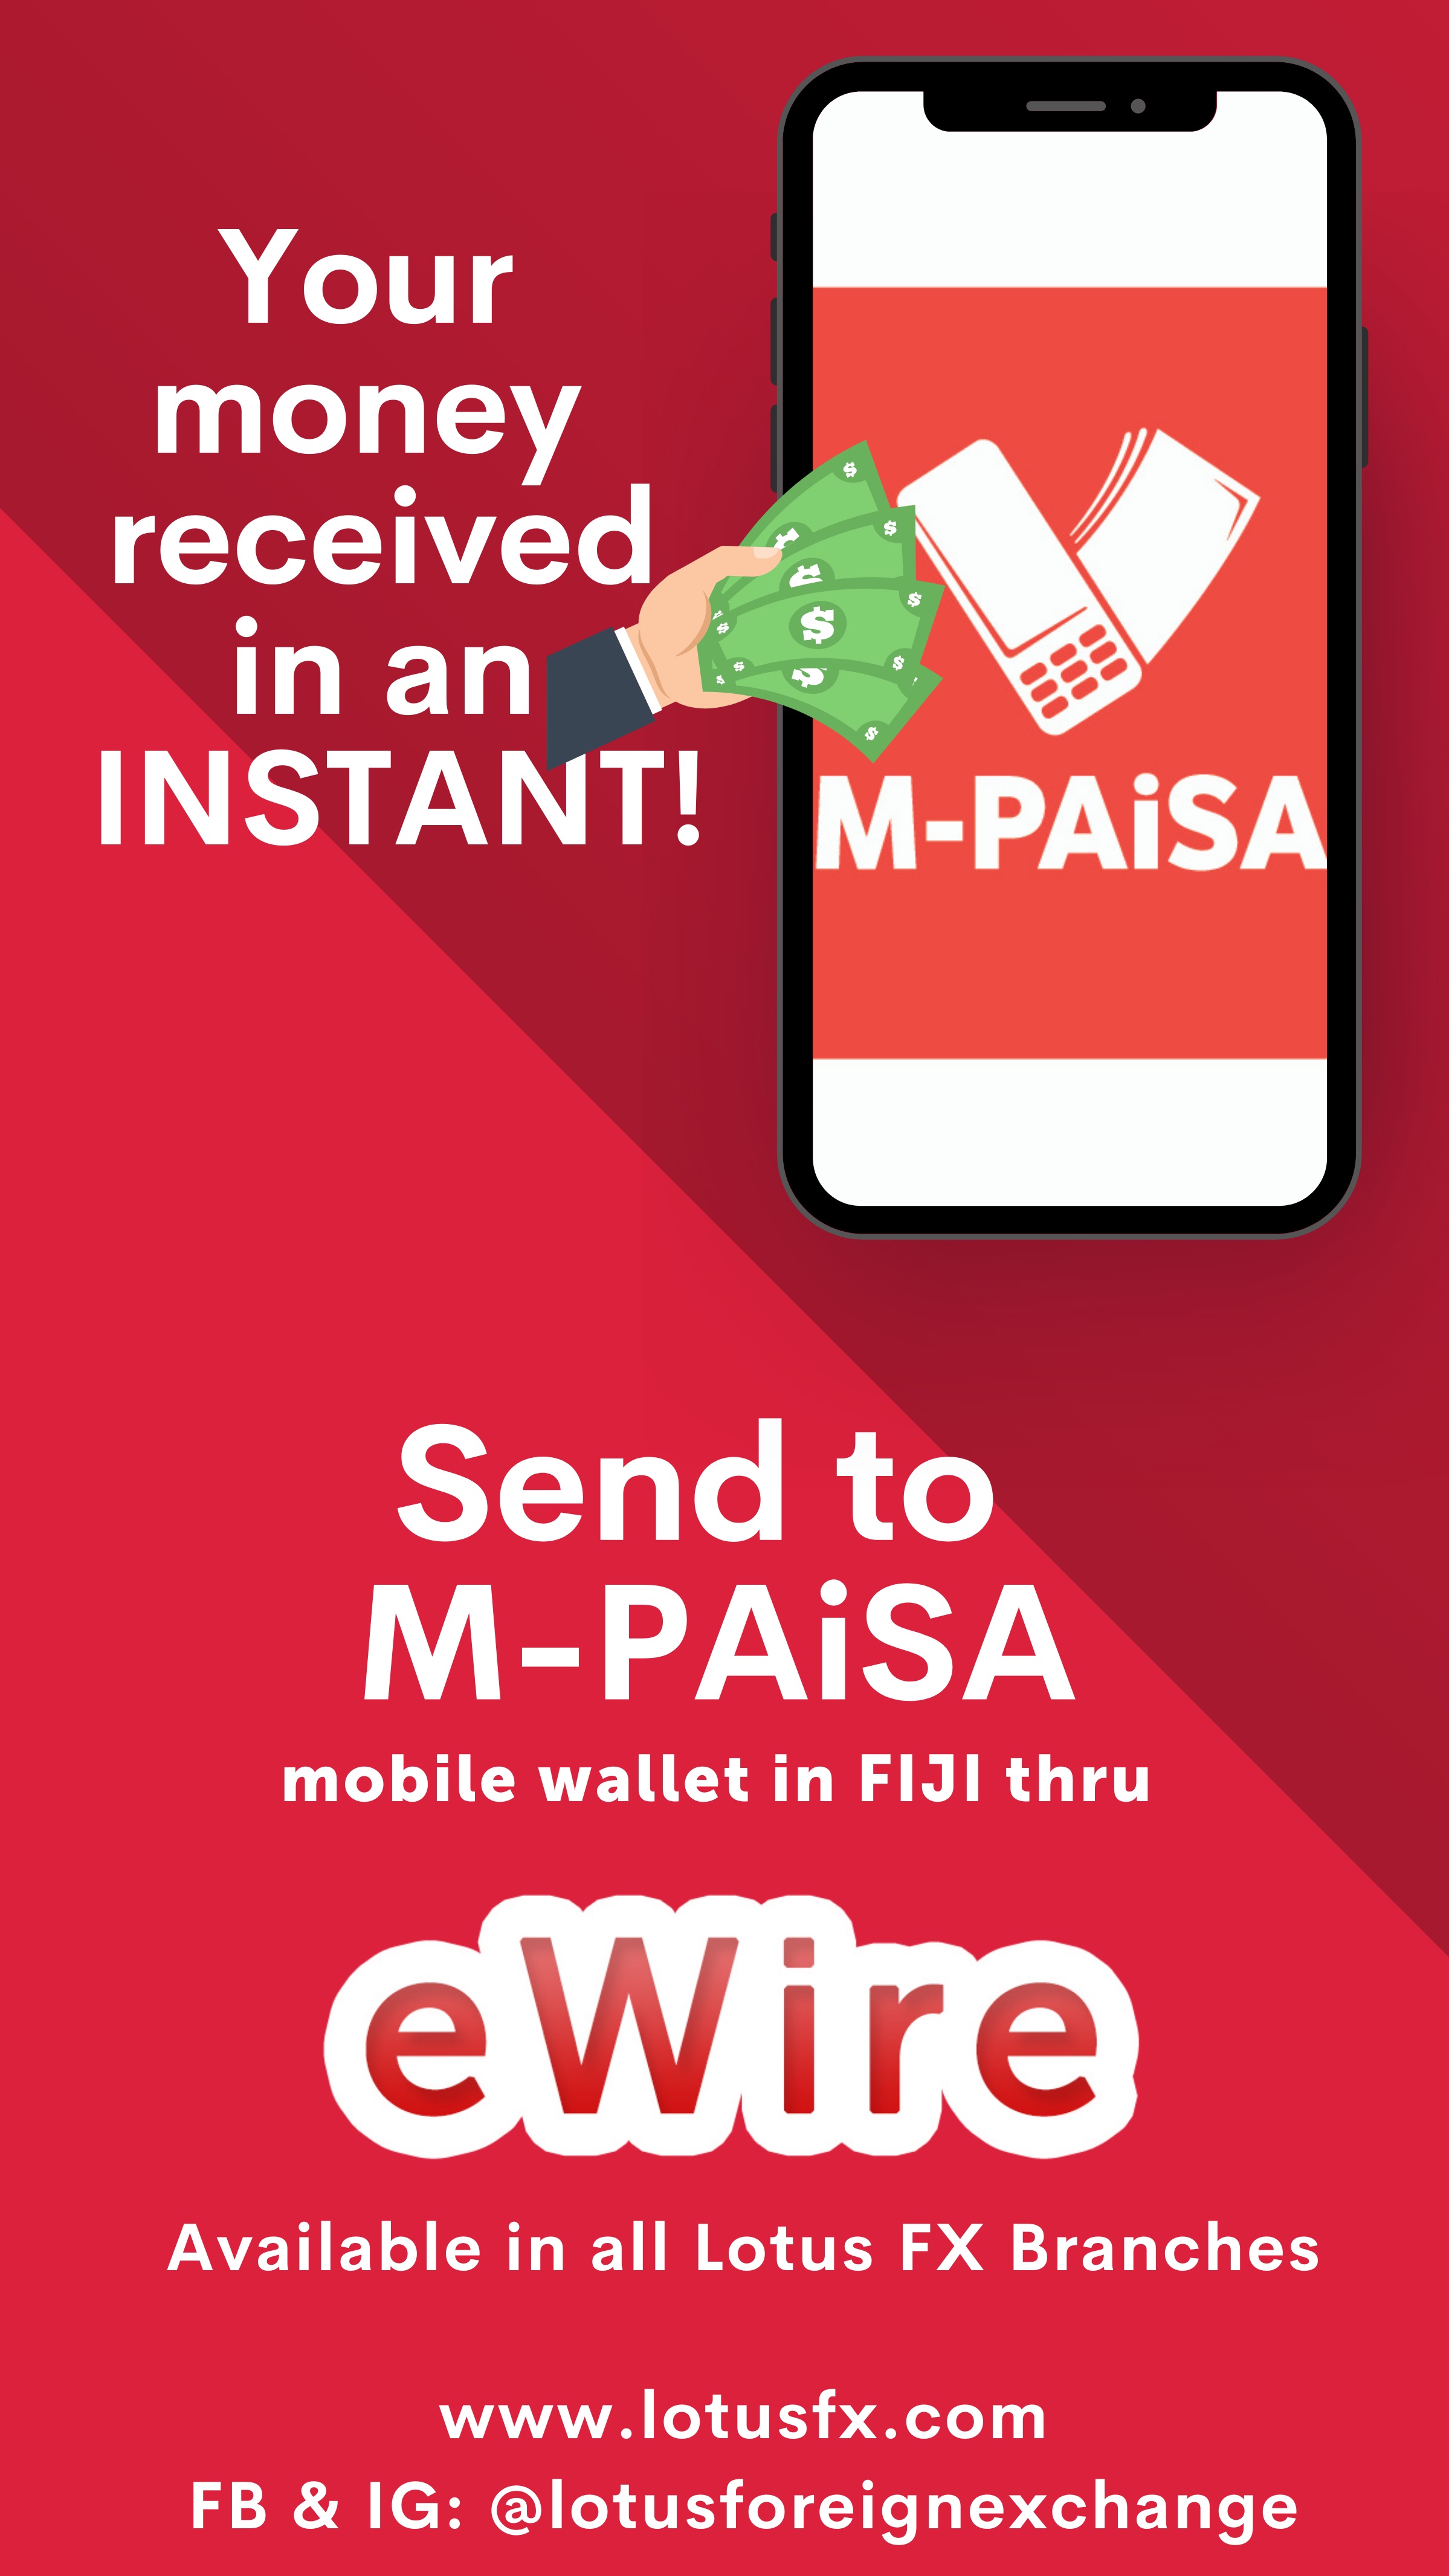 Your
money
received
in an
INSTANT!
M-PAiSA
Send to
M-PAiSA
mobile wallet in FIJI thru
eWire
Available in all Lotus FX Branches
www.lotusfx.com
FB & IG: @lotusforeignexchange